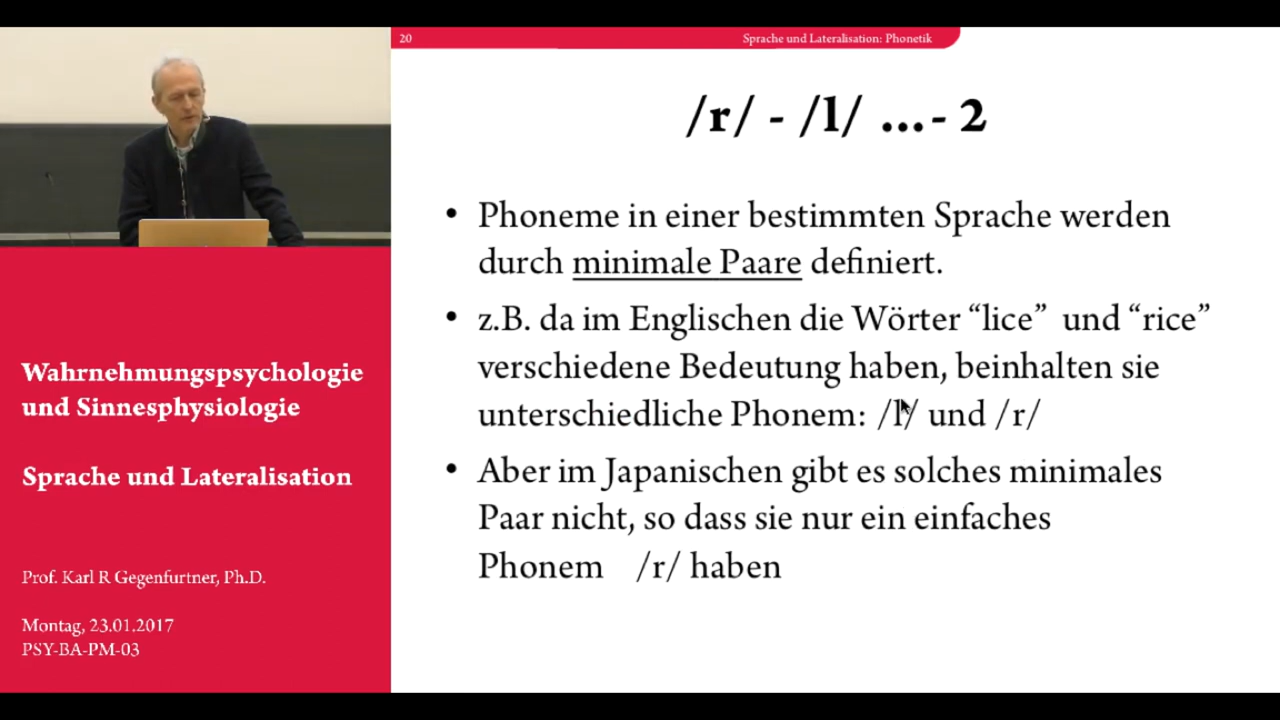 20
Sprache und Lateralisation: Phonetik
/r/ - /l/ ...- 2
• Phoneme in einer bestimmten Sprache werden
durch minimale Paare definiert.
• z.B. da im Englischen die Wörter “lice” und “rice”
verschiedene Bedeutung haben, beinhalten sie
unterschiedliche Phonem: /l/ und /r/
• Aber im Japanischen gibt es solches minimales
Paar nicht, so dass sie nur ein einfaches
Phonem /r/ haben
Wahrnehmungspsychologie
und Sinnesphysiologie
Sprache und Lateralisation
Prof. Karl R Gegenfurtner, Ph.D.
Montag, 23.01.2017
PSY-BA-PM-03